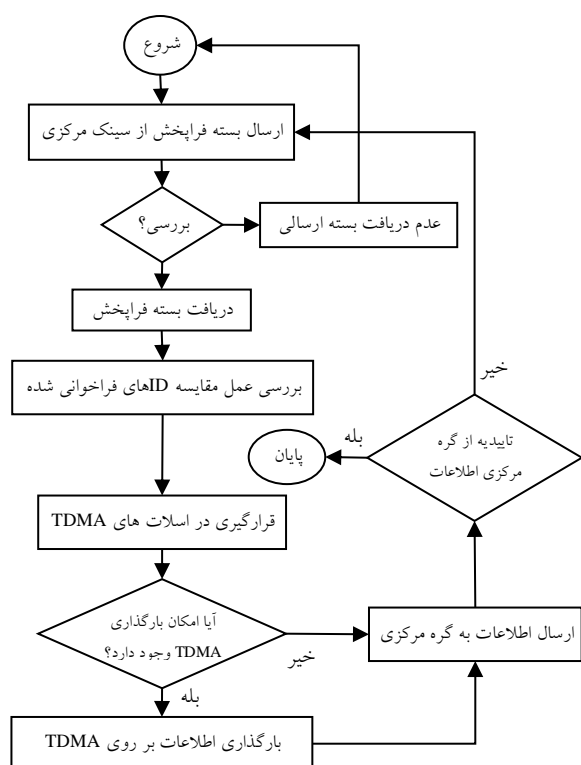 شروع
ارسال بسته فراپخش از سینک مرکزی
بررسی؟
عدم دریافت بسته ارسالی
دریافت بسته فراپخش
بررسی عمل مقایسه IDهای فراخوانی شده
خیر
تاییدیه از گره
مرکزی اطلاعات
بله
پایان
قرارگیری در اسلات های TDMA
آیا امکان بارگذاری
TDMA وجود دارد؟
خیر
ارسال اطلاعات به گره مرکزی
بله
بارگذاری اطلاعات بر روی TDMA